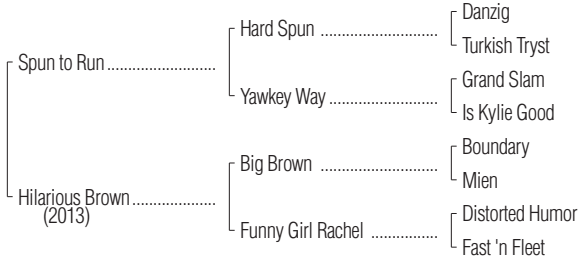 Danzig
Hard Spun ........................
Turkish Tryst
Spun to Run ........................
Grand Slam
Yawkey Way ........................
Is Kylie Good
Boundary
Big Brown ........................
Mien
Hilarious Brown ..................
(2013)
Distorted Humor
Funny Girl Rachel ...............
Fast 'n Fleet